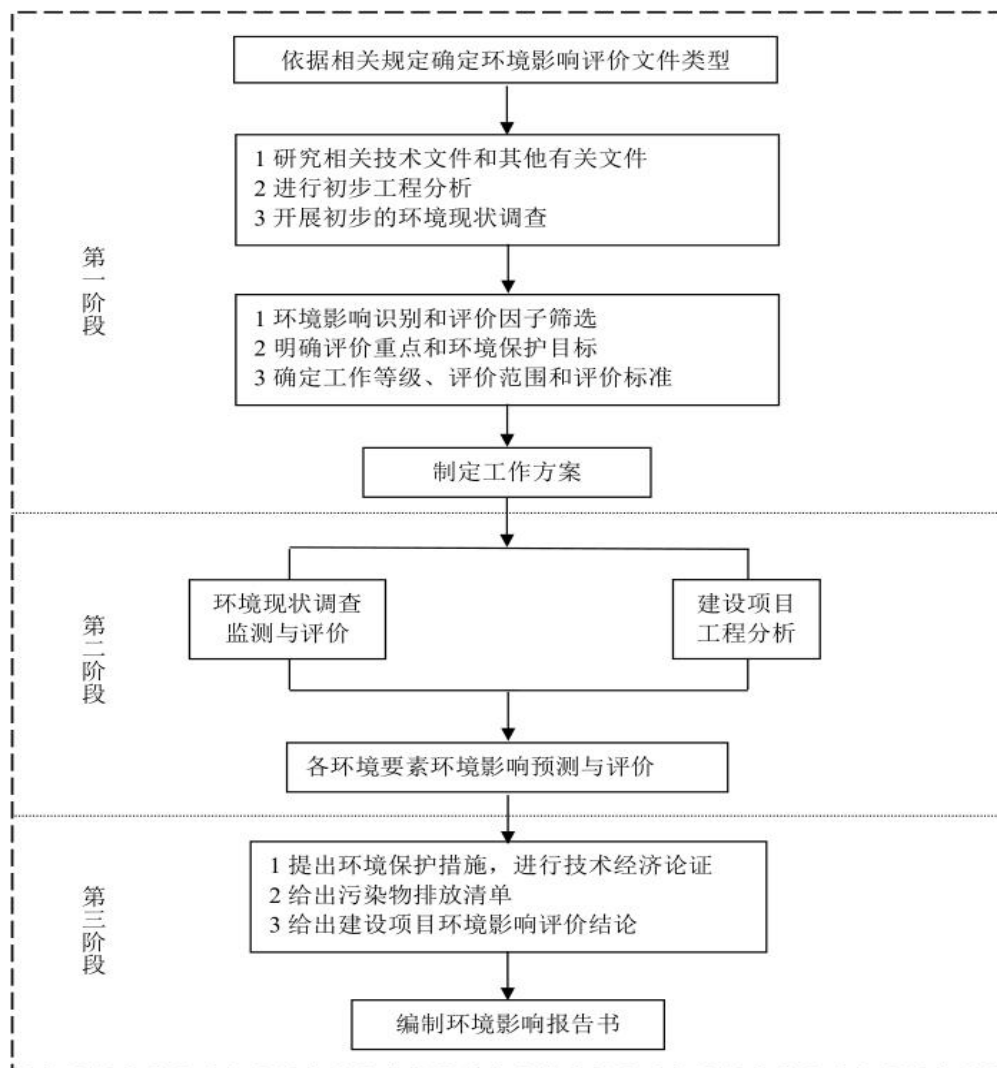 依据相关规定确定环境影响评价文件类型
1 研究相关技术文件和其他有关文件
2 进行初步工程分析
3 开展初步的环境现状调查
第一阶段
1 环境影响识别和评价因子筛选
2 明确评价重点和环境保护目标
3 确定工作等级、评价范围和评价标准
制定工作方案
第二阶段
环境现状调查
监测与评价
建设项目
工程分析
各环境要素环境影响预测与评价
第三阶段
1 提出环境保护措施，进行技术经济论证
2 给出污染物排放清单
3 给出建设项目环境影响评价结论
编制环境影响报告书